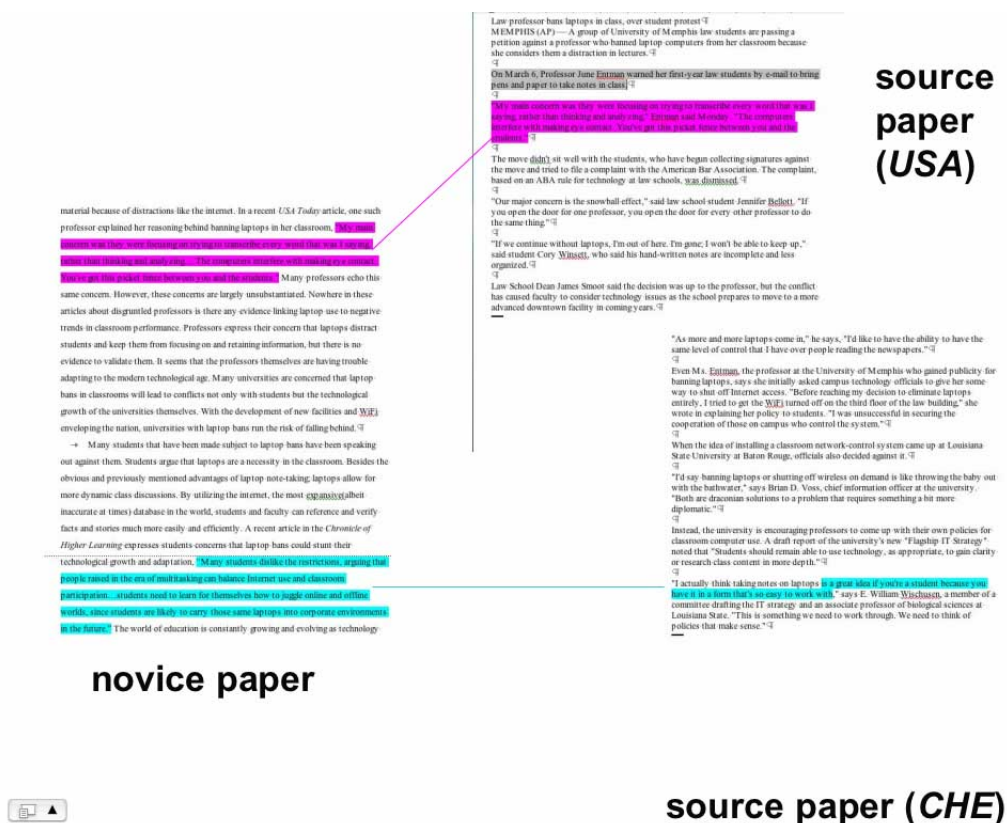 Law professor bans laptops in class, over student protest¶
MEMPHIS (AP) — A group of University of Memphis law students are passing a
petition against a professor who banned laptop computers from her classroom because
she considers them a distraction in lectures.¶
¶
On March 6, Professor June Entman warned her first-year law students by e-mail to bring
pens and paper to take notes in class.¶
¶
"My main concern was they were focusing on trying to transcribe every word that was I
saying, rather than thinking and analyzing," Entman said Monday. "The computers
interfere with making eye contact. You've got this picket fence between you and the
students."¶
¶
The move didn't sit well with the students, who have begun collecting signatures against
the move and tried to file a complaint with the American Bar Association. The complaint,
based on an ABA rule for technology at law schools, was dismissed.¶
¶
"Our major concern is the snowball effect," said law school student Jennifer Bellott. "If
you open the door for one professor, you open the door for every other professor to do
the same thing."¶
¶
"If we continue without laptops, I'm out of here. I'm gone; I won't be able to keep up,"
said student Cory Winsett, who said his hand-written notes are incomplete and less
organized.¶
¶
Law School Dean James Smoot said the decision was up to the professor, but the conflict
has caused faculty to consider technology issues as the school prepares to move to a more
advanced downtown facility in coming years.¶
source
paper
(USA)
material because of distractions like the internet. In a recent USA Today article, one such
professor explained her reasoning behind banning laptops in her classroom, "My main
concern was they were focusing on trying to transcribe every word that was I saying,
rather than thinking and analyzing... The computers interfere with making eye contact.
You've got this picket fence between you and the students." Many professors echo this
same concern. However, these concerns are largely unsubstantiated. Nowhere in these
articles about disgruntled professors is there any evidence linking laptop use to negative
trends in classroom performance. Professors express their concern that laptops distract
students and keep them from focusing on and retaining information, but there is no
evidence to validate them. It seems that the professors themselves are having trouble
adapting to the modern technological age. Many universities are concerned that laptop
bans in classrooms will lead to conflicts not only with students but the technological
growth of the universities themselves. With the development of new facilities and WiFi
enveloping the nation, universities with laptop bans run the risk of falling behind.¶
→ Many students that have been made subject to laptop bans have been speaking
out against them. Students argue that laptops are a necessity in the classroom. Besides the
obvious and previously mentioned advantages of laptop note-taking, laptops allow for
more dynamic class discussions. By utilizing the internet, the most expansive(albeit
inaccurate at times) database in the world, students and faculty can reference and verify
facts and stories much more easily and efficiently. A recent article in the Chronicle of
Higher Learning expresses students concerns that laptop bans could stunt their
technological growth and adaptation, "Many students dislike the restrictions, arguing that
people raised in the era of multitasking can balance Internet use and classroom
participation....students need to learn for themselves how to juggle online and offline
worlds, since students are likely to carry those same laptops into corporate environments
in the future." The world of education is constantly growing and evolving as technology
novice paper
"As more and more laptops come in," he says, "I'd like to have the ability to have the
same level of control that I have over people reading the newspapers."¶
¶
Even Ms. Entman, the professor at the University of Memphis who gained publicity for
banning laptops, says she initially asked campus technology officials to give her some
way to shut off Internet access. "Before reaching my decision to eliminate laptops
entirely, I tried to get the WiFi turned off on the third floor of the law building," she
wrote in explaining her policy to students. "I was unsuccessful in securing the
cooperation of those on campus who control the system."¶
¶
When the idea of installing a classroom network-control system came up at Louisiana
State University at Baton Rouge, officials also decided against it.¶
¶
"I'd say banning laptops or shutting off wireless on demand is like throwing the baby out
with the bathwater," says Brian D. Voss, chief information officer at the university.
"Both are draconian solutions to a problem that requires something a bit more
diplomatic."¶
¶
Instead, the university is encouraging professors to come up with their own policies for
classroom computer use. A draft report of the university's new "Flagship IT Strategy"
noted that "Students should remain able to use technology, as appropriate, to gain clarity
or research class content in more depth."¶
¶
"I actually think taking notes on laptops is a great idea if you're a student because you
have it in a form that's so easy to work with," says E. William Wischusen, a member of a
committee drafting the IT strategy and an associate professor of biological sciences at
Louisiana State. "This is something we need to work through. We need to think of
policies that make sense."¶
source paper (CHE)